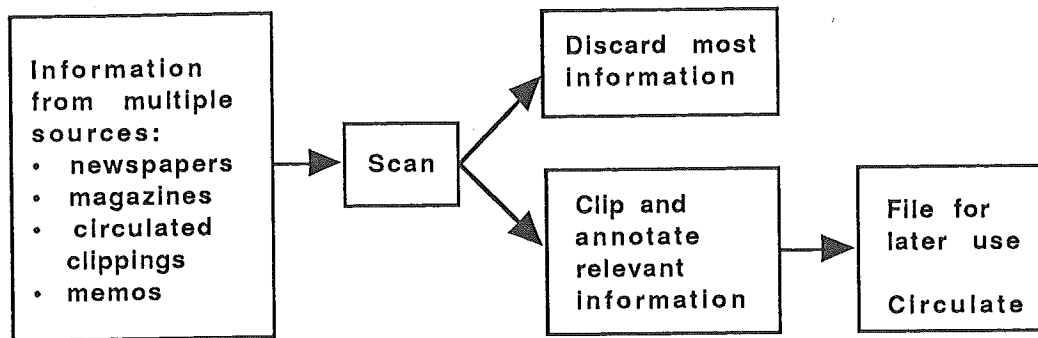 Information
from multiple
sources:
• newspapers
• magazines
• circulated
clippings
• memos
Scan
Discard most
information
Clip and
annotate
relevant
information
File for
later use
Circulate